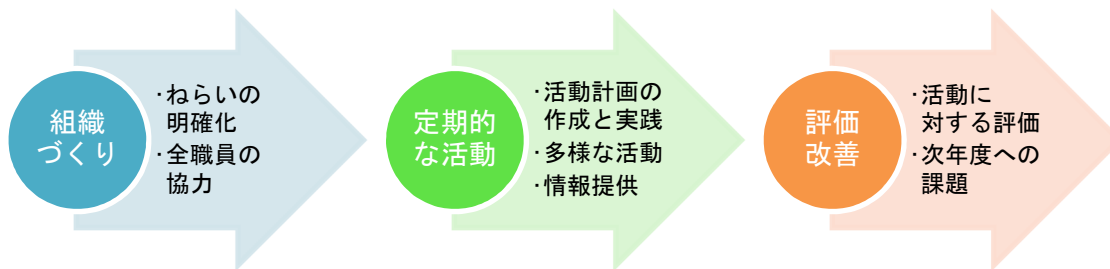 組織
づくり
・ねらいの
明確化
・全職員の
協力
定期的
な活動
・活動計画の
作成と実践
・多様な活動
・情報提供
評価
改善
・活動に
対する評価
・次年度への
課題